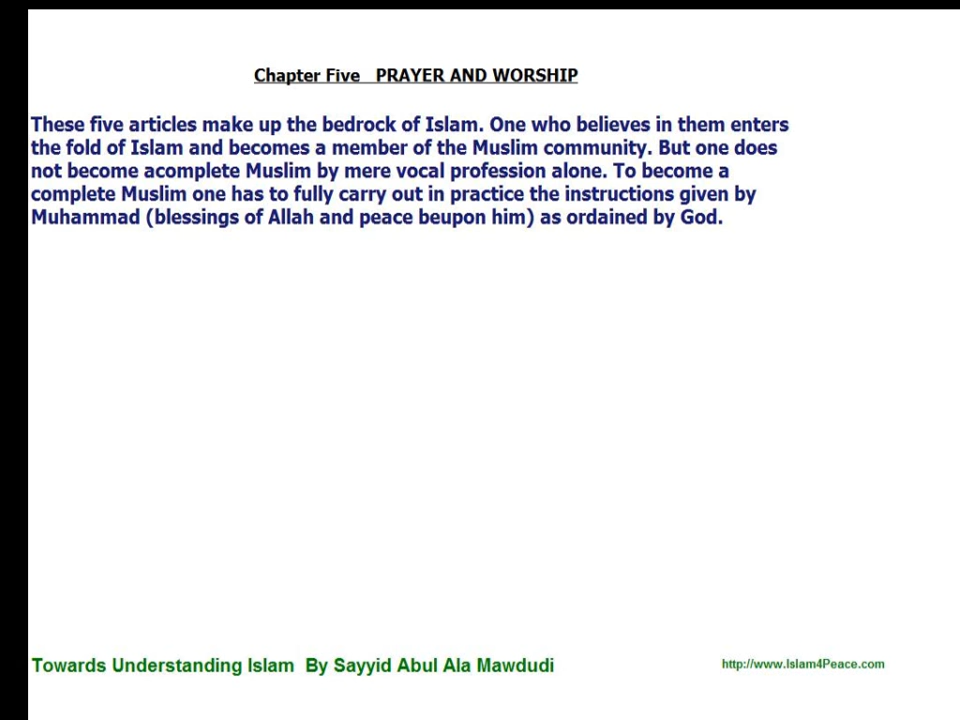 Chapter Five   PRAYER AND WORSHIP
These five articles make up the bedrock of Islam. One who believes in them enters
the fold of Islam and becomes a member of the Muslim community. But one does
not become acomplete Muslim by mere vocal profession alone. To become a
complete Muslim one has to fully carry out in practice the instructions given by
Muhammad (blessings of Allah and peace beupon him) as ordained by God.
Towards Understanding Islam  By Sayyid Abul Ala Mawdudi
http://www.Islam4Peace.com